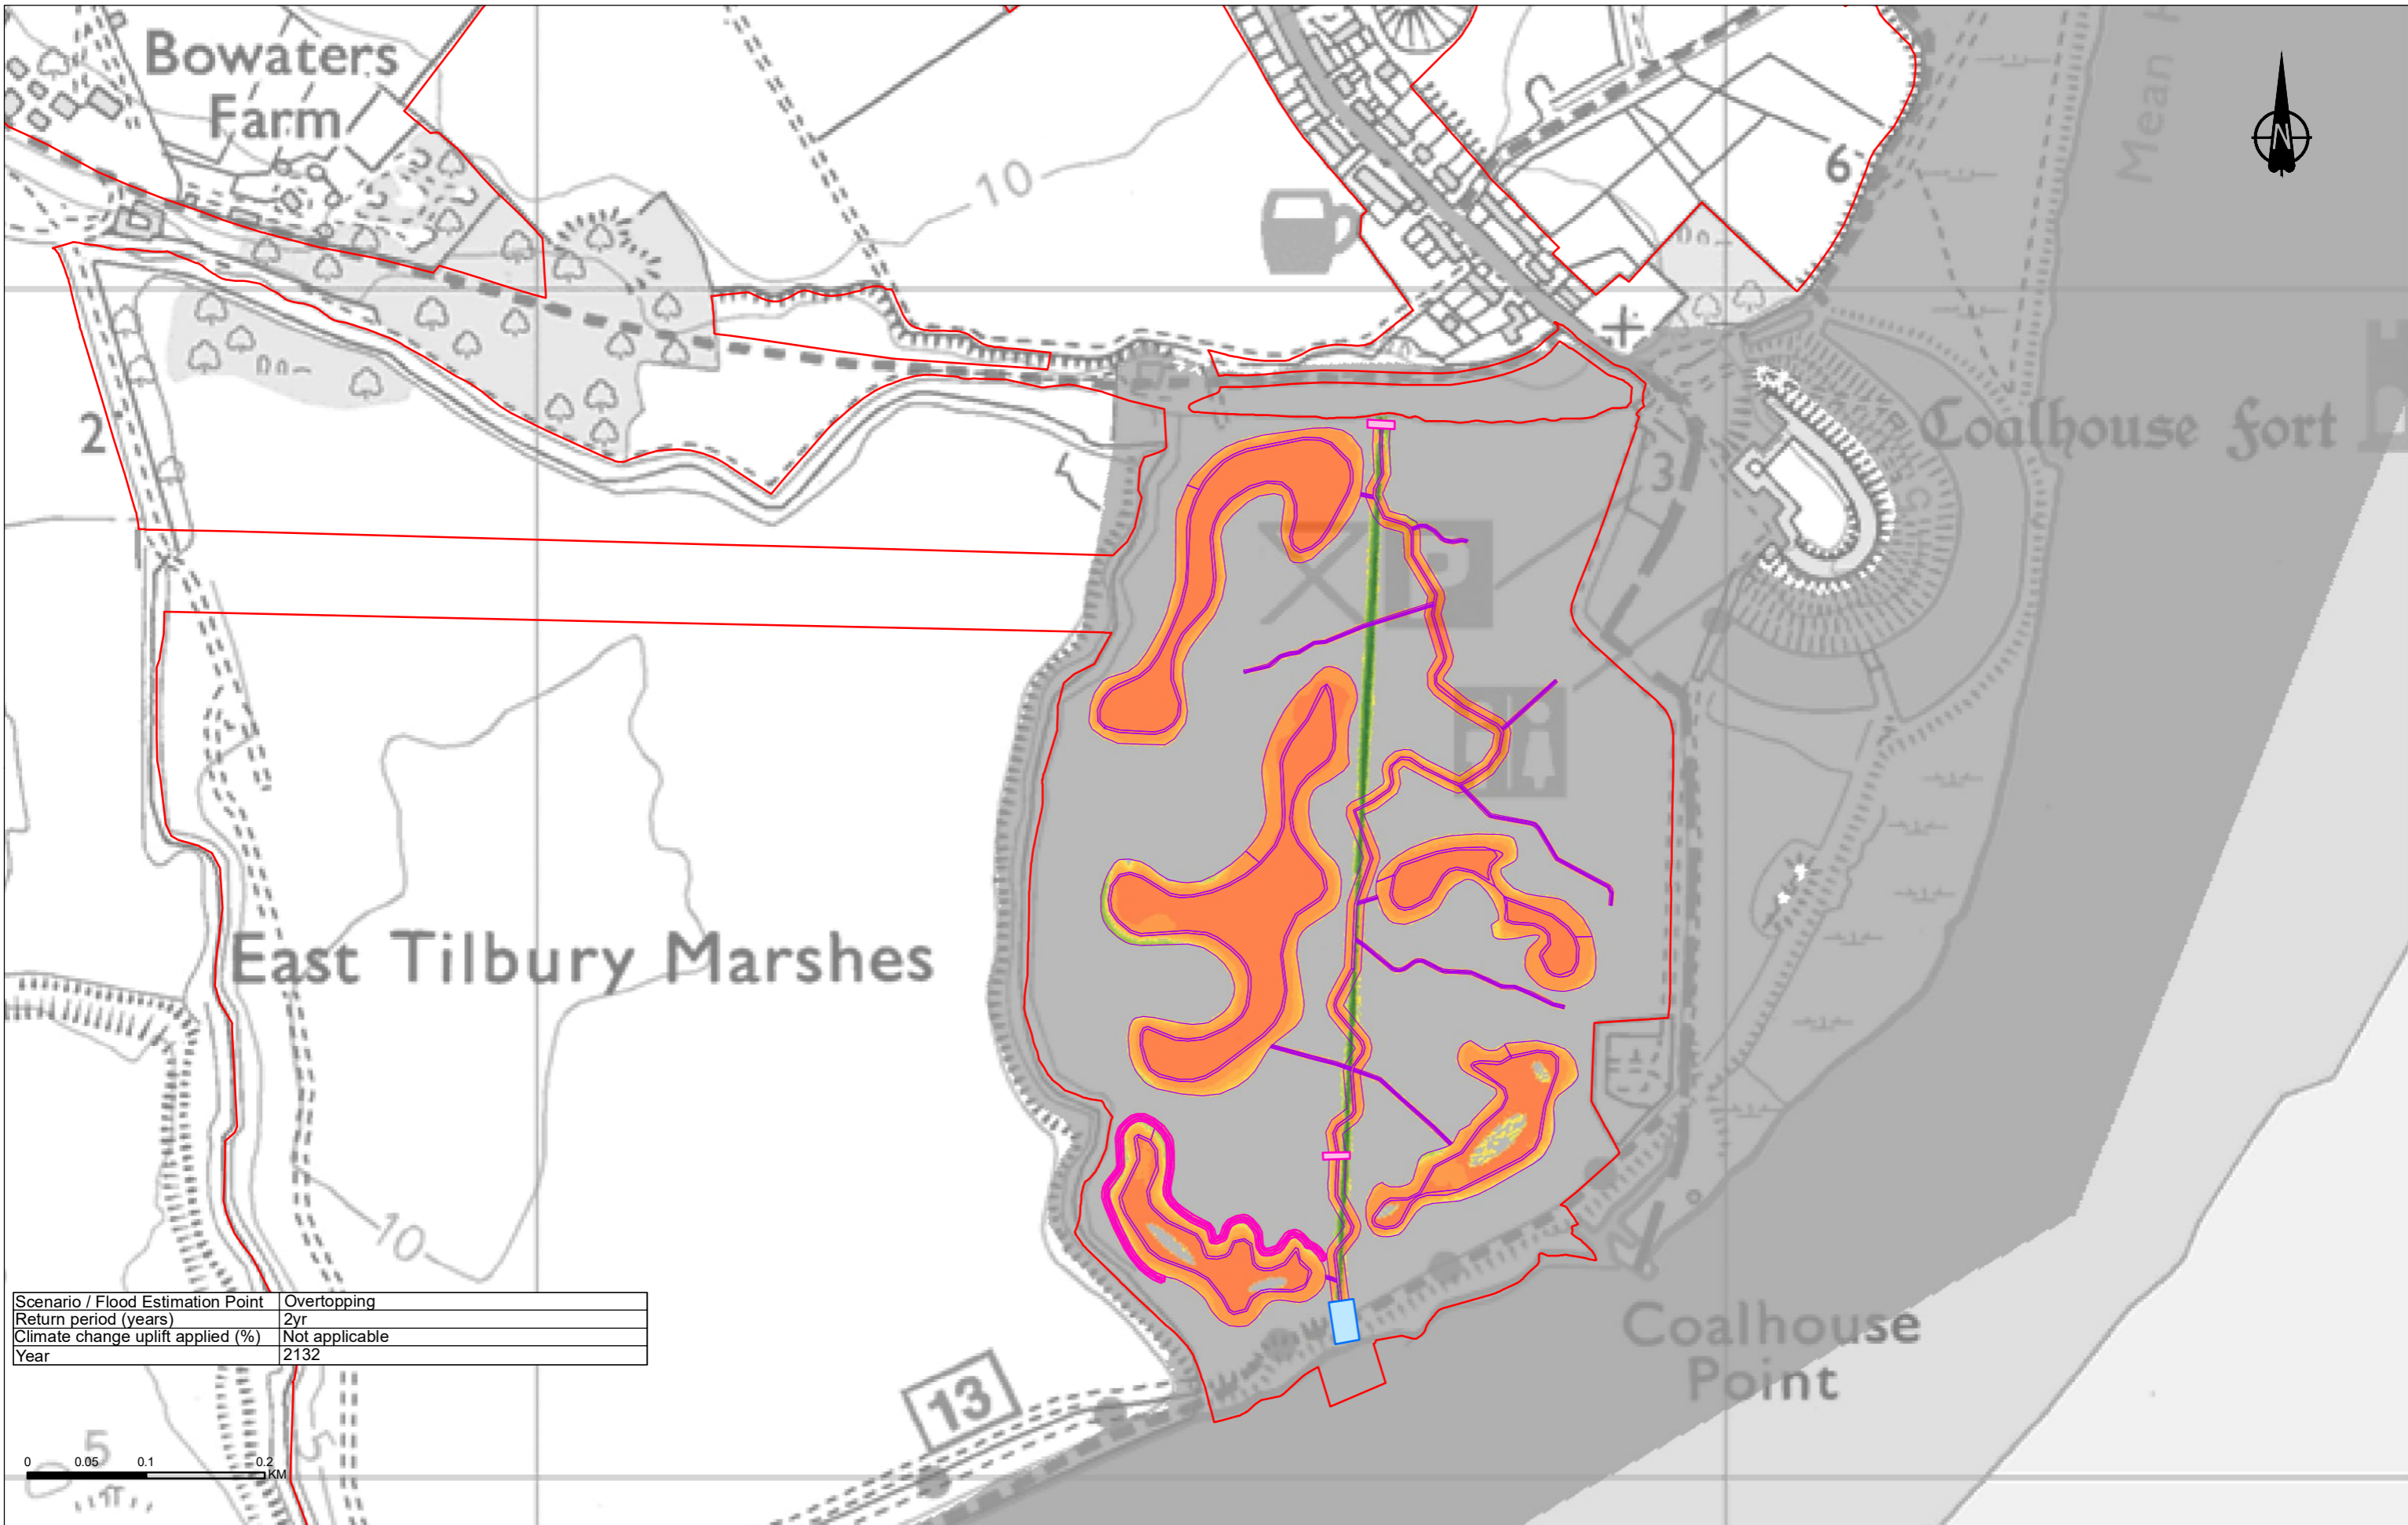 Bowaters
Farm
Mean H
N
10
6
2
3
Coalhouse Fort
East Tilbury Marshes
10
Scenario / Flood Estimation Point Overtopping
Return period (years) 2yr
Climate change uplift applied (%) Not applicable
Year 2132
Coalhouse
Point
13
5
0 0.05 0.1 0.2
KM